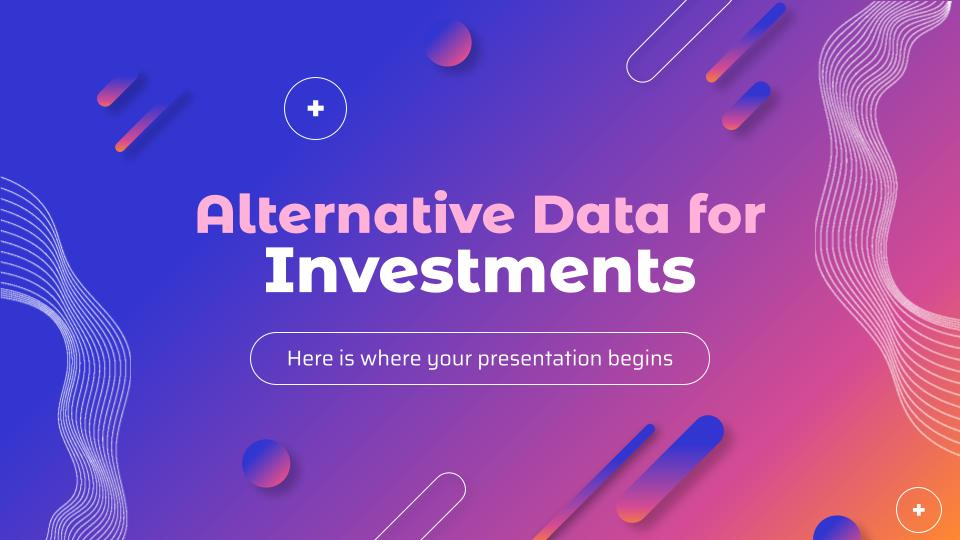 Alternative Data for
Investments
Here is where your presentation begins